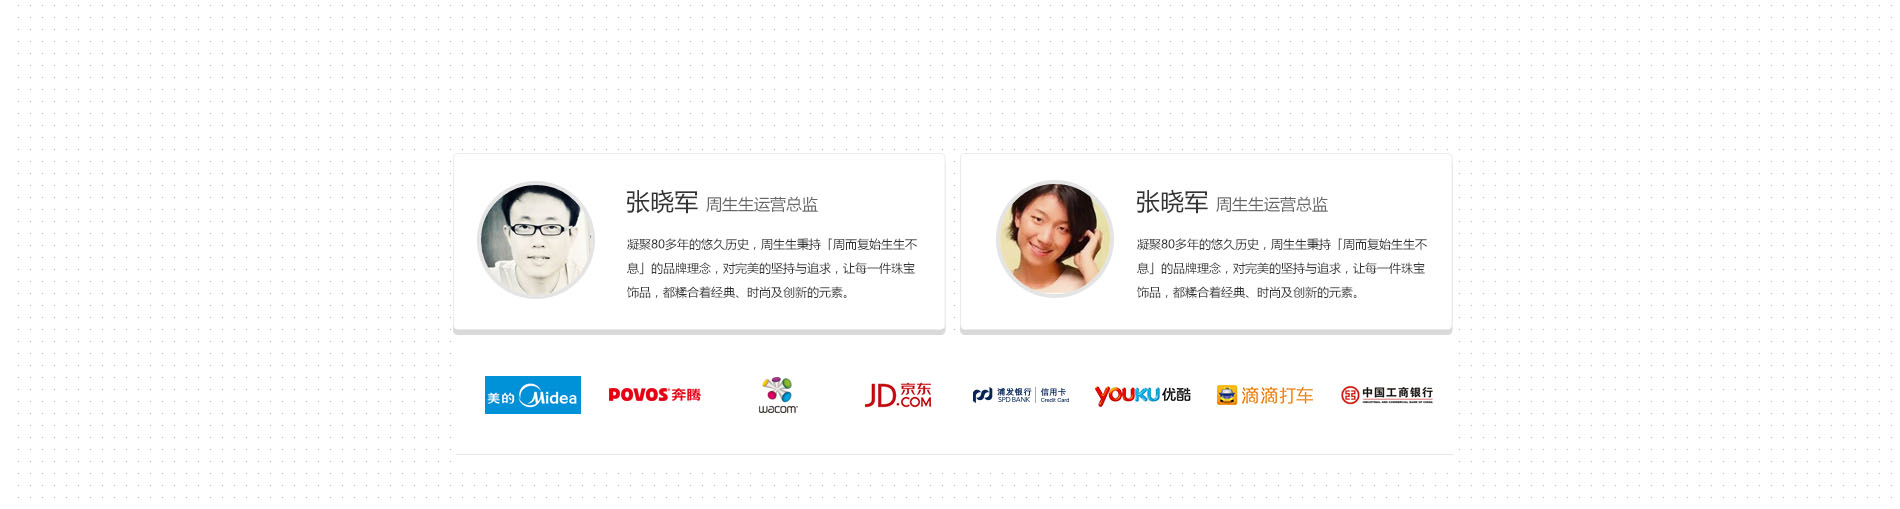 张晓军 周生生运营总监
凝聚80多年的悠久历史，周生生秉持「周而复始生生不
息」的品牌理念，对完美的坚持与追求，让每一件珠宝
饰品，都糅合着经典、时尚及创新的元素。
张晓军 周生生运营总监
凝聚80多年的悠久历史，周生生秉持「周而复始生生不
息」的品牌理念，对完美的坚持与追求，让每一件珠宝
饰品，都糅合着经典、时尚及创新的元素。
美的 Midea
POVOS 奔腾
wacom
JD.COM 京东
浦发银行 SPD BANK 信用卡 Credit Card
YOUKU 优酷
滴滴打车
中国工商银行
INDUSTRIAL AND COMMERCIAL BANK OF CHINA